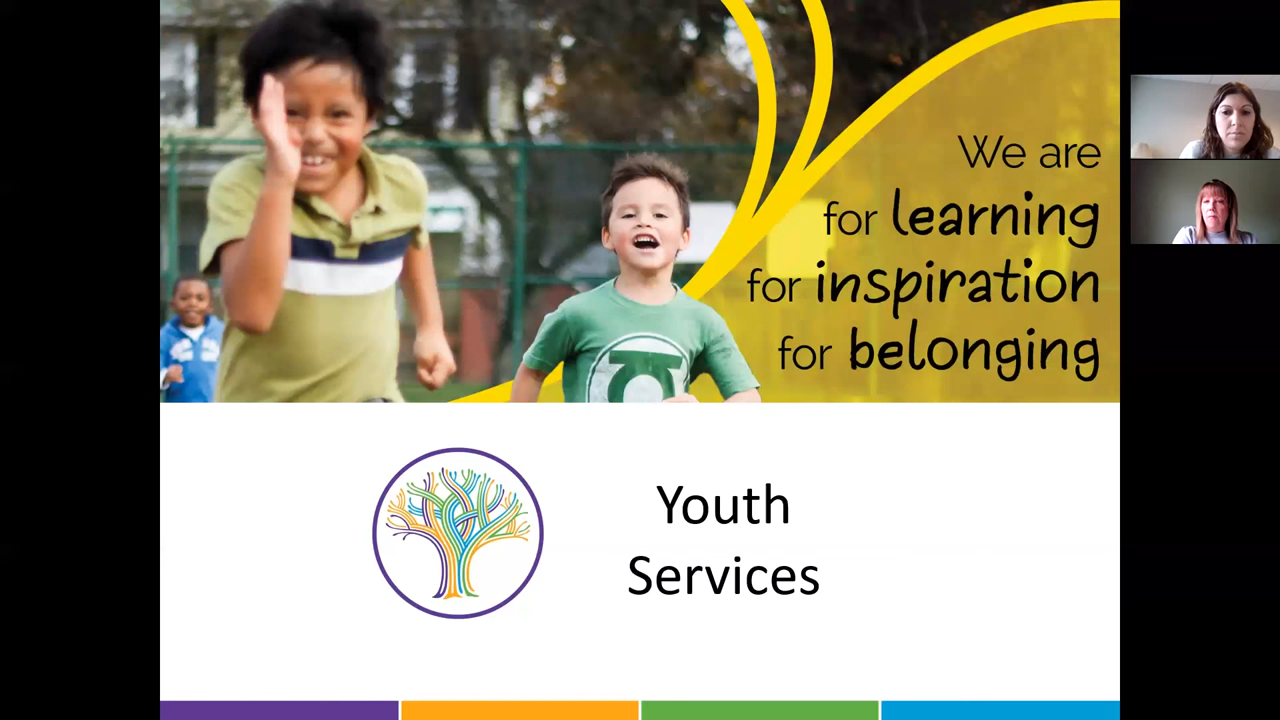 We are
for learning
for inspiration
for belonging
Youth
Services